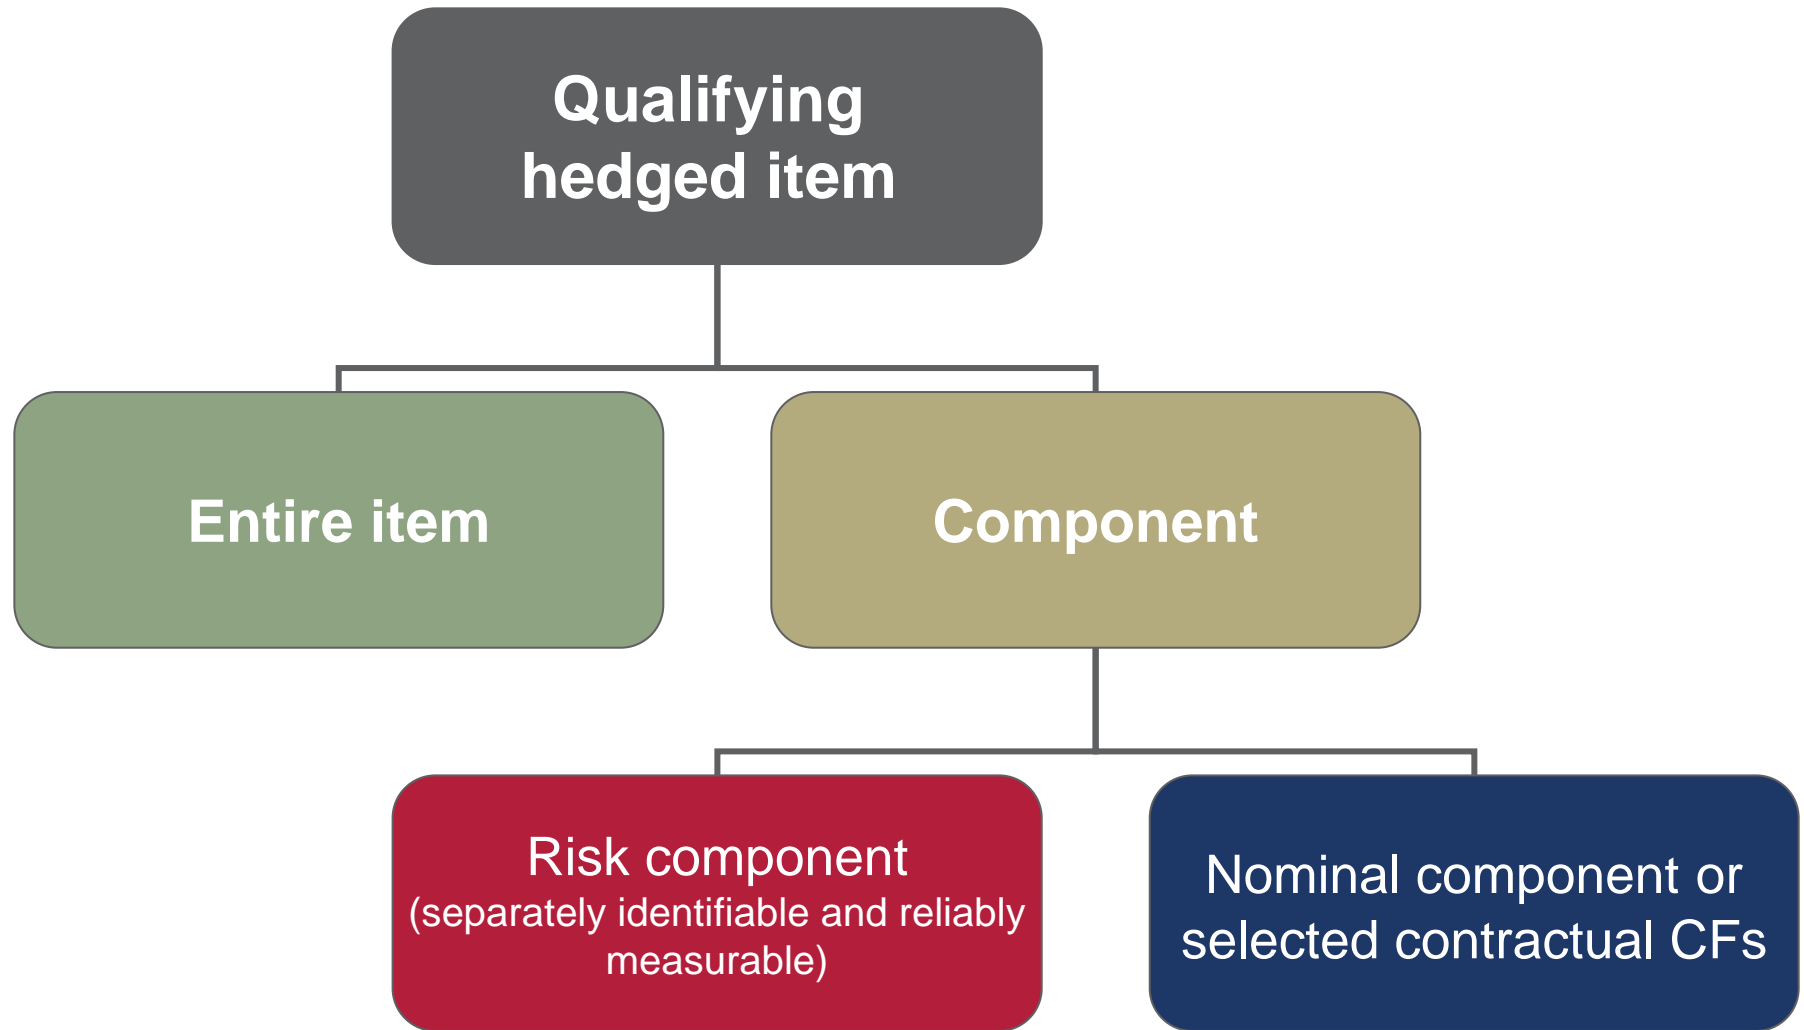 Qualifying
hedged item
Entire item
Component
Risk component
(separately identifiable and reliably
measurable)
Nominal component or
selected contractual CFs